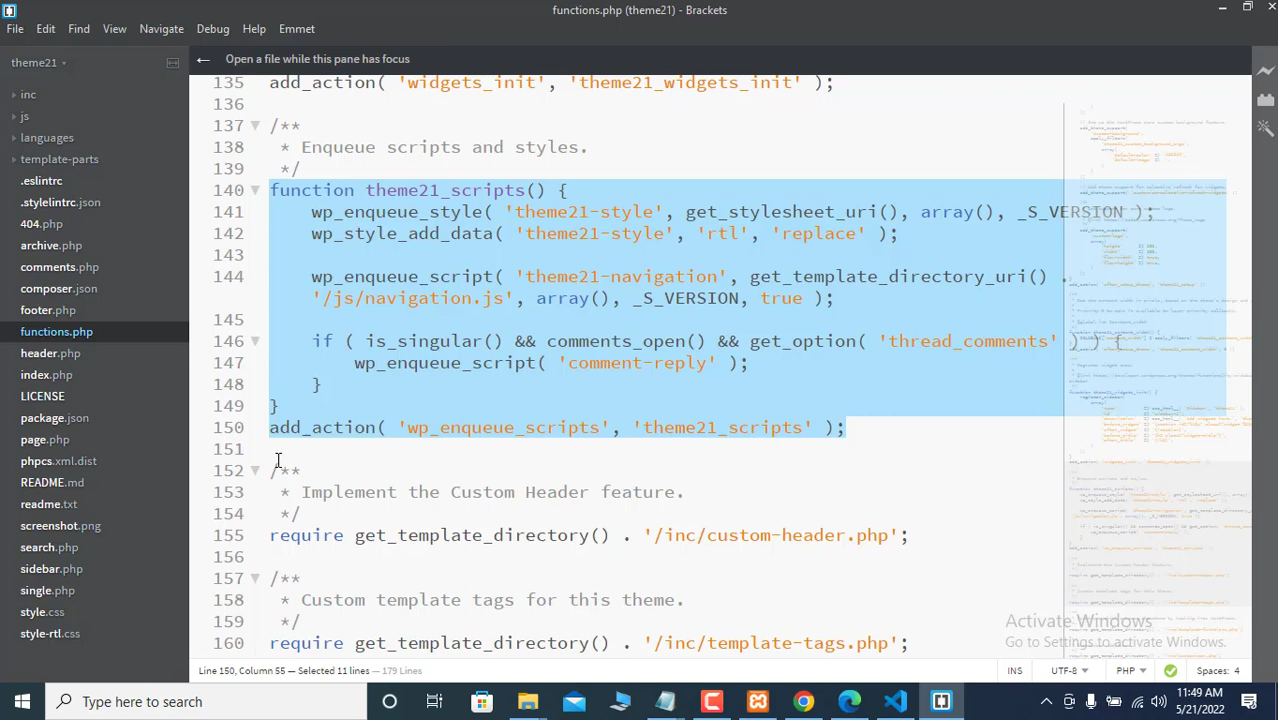 functions.php (theme21) - Brackets
File Edit Find View Navigate Debug Help Emmet
theme21
Open a file while this pane has focus
inc
js
languages
template-parts
.eslintrc
.stylelintrc.json
404.php
archive.php
comments.php
composer.json
footer.php
functions.php
header.php
index.php
LICENSE
package.json
page.php
phpcs.xml.dist
README.md
readme.txt
screenshot.png
search.php
sidebar.php
single.php
style.css
style-rtl.css
135 add_action( 'widgets_init', 'theme21_widgets_init' );
136
137 /**
138 * Enqueue scripts and styles.
139 */
140 function theme21_scripts() {
141 wp_enqueue_style( 'theme21-style', get_stylesheet_uri(), array(), _S_VERSION );
142 wp_style_add_data( 'theme21-style', 'rtl', 'replace' );
143
144 wp_enqueue_script( 'theme21-navigation', get_template_directory_uri() .
'/js/navigation.js', array(), _S_VERSION, true );
145
146 if ( is_singular() && comments_open() && get_option( 'thread_comments' ) ) {
147 wp_enqueue_script( 'comment-reply' );
148 }
149 }
150 add_action( 'wp_enqueue_scripts', 'theme21_scripts' );
151
152 /**
153 * Implement the Custom Header feature.
154 */
155 require get_template_directory() . '/inc/custom-header.php';
156
157 /**
158 * Custom template tags for this theme.
159 */
160 require get_template_directory() . '/inc/template-tags.php';
Activate Windows
Go to Settings to activate Windows.
Line 150, Column 55 — Selected 11 lines — 179 Lines
INS UTF-8 PHP Spaces: 4
Type here to search
11:49 AM
5/21/2022